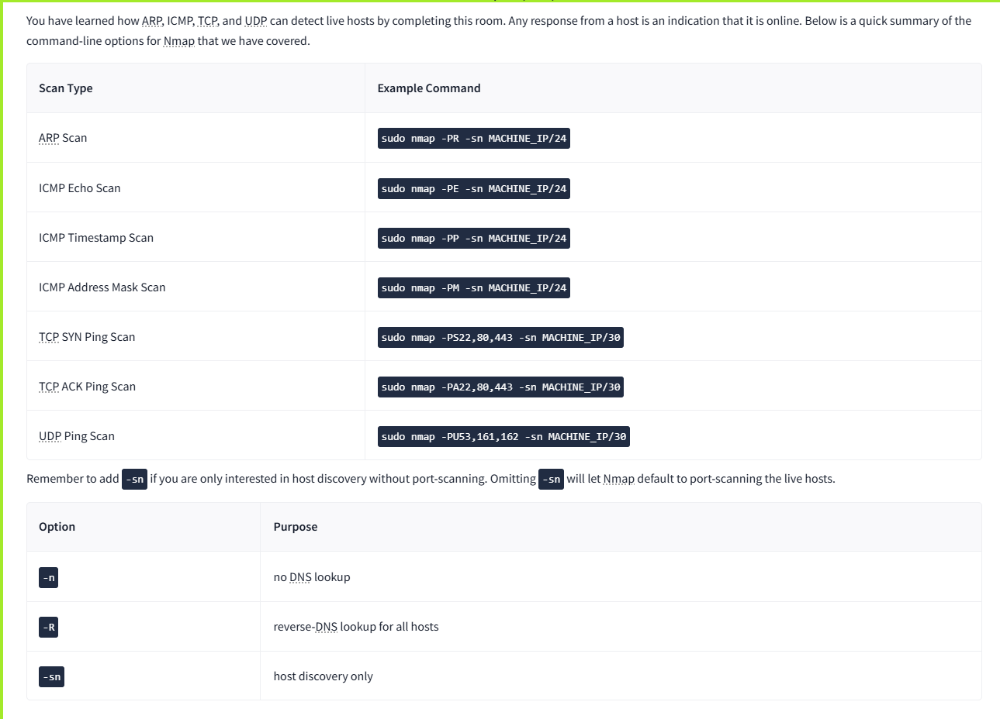 You have learned how ARP, ICMP, TCP, and UDP can detect live hosts by completing this room. Any response from a host is an indication that it is online. Below is a quick summary of the
command-line options for Nmap that we have covered.
Scan Type Example Command
ARP Scan sudo nmap -PR -sn MACHINE_IP/24
ICMP Echo Scan sudo nmap -PE -sn MACHINE_IP/24
ICMP Timestamp Scan sudo nmap -PP -sn MACHINE_IP/24
ICMP Address Mask Scan sudo nmap -PM -sn MACHINE_IP/24
TCP SYN Ping Scan sudo nmap -PS22,80,443 -sn MACHINE_IP/30
TCP ACK Ping Scan sudo nmap -PA22,80,443 -sn MACHINE_IP/30
UDP Ping Scan sudo nmap -PU53,161,162 -sn MACHINE_IP/30
Remember to add -sn if you are only interested in host discovery without port-scanning. Omitting -sn will let Nmap default to port-scanning the live hosts.
Option Purpose
-n no DNS lookup
-R reverse-DNS lookup for all hosts
-sn host discovery only